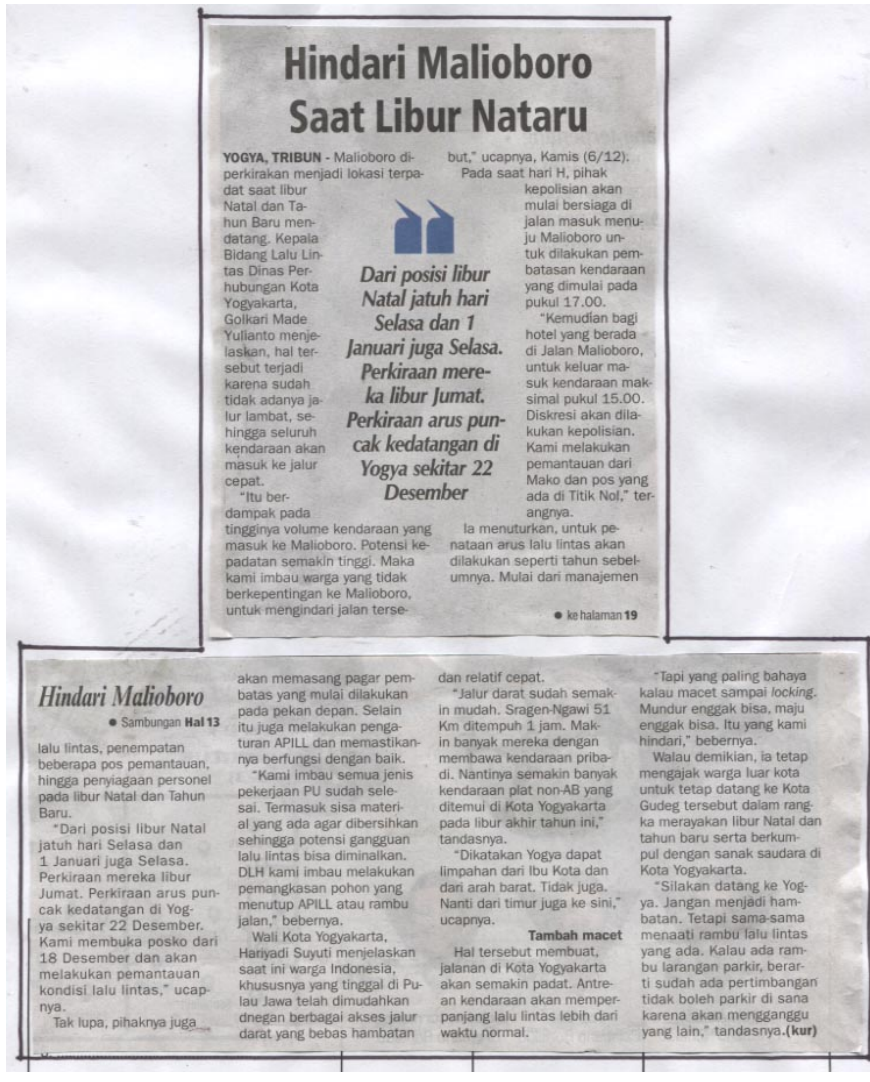 Hindari Malioboro
Saat Libur Nataru
YOGYA, TRIBUN - Malioboro di-
perkirakan menjadi lokasi terpa-
dat saat libur
Natal dan Ta-
hun Baru men-
datang. Kepala
Bidang Lalu Lin-
tas Dinas Per-
hubungan Kota
Yogyakarta,
Golkari Made
Yulianto menje-
laskan, hal ter-
sebut terjadi
karena sudah
tidak adanya ja-
lur lambat, se-
hingga seluruh
kendaraan akan
masuk ke jalur
cepat.
"Itu ber-
dampak pada
tingginya volume kendaraan yang
masuk ke Malioboro. Potensi ke-
padatan semakin tinggi. Maka
kami imbau warga yang tidak
berkepentingan ke Malioboro,
untuk mengindari jalan terse-
Dari posisi libur
Natal jatuh hari
Selasa dan 1
Januari juga Selasa.
Perkiraan mere-
ka libur Jumat.
Perkiraan arus pun-
cak kedatangan di
Yogya sekitar 22
Desember
but," ucapnya, Kamis (6/12).
Pada saat hari H, pihak
kepolisian akan
mulai bersiaga di
jalan masuk menu-
ju Malioboro un-
tuk dilakukan pem-
batasan kendaraan
yang dimulai pada
pukul 17.00.
"Kemudian bagi
hotel yang berada
di Jalan Malioboro,
untuk keluar ma-
suk kendaraan mak-
simal pukul 15.00.
Diskresi akan dila-
kukan kepolisian.
Kami melakukan
pemantauan dari
Mako dan pos yang
ada di Titik Nol," ter-
angnya.
Ia menuturkan, untuk pe-
nataan arus lalu lintas akan
dilakukan seperti tahun sebel-
umnya. Mulai dari manajemen
● ke halaman 19
Hindari Malioboro
● Sambungan Hal 13
lalu lintas, penempatan
beberapa pos pemantauan,
hingga penyiagaan personel
pada libur Natal dan Tahun
Baru.
"Dari posisi libur Natal
jatuh hari Selasa dan
1 Januari juga Selasa.
Perkiraan mereka libur
Jumat. Perkiraan arus pun-
cak kedatangan di Yog-
ya sekitar 22 Desember.
Kami membuka posko dari
18 Desember dan akan
melakukan pemantauan
kondisi lalu lintas," ucap-
nya.
Tak lupa, pihaknya juga
akan memasang pagar pem-
batas yang mulai dilakukan
pada pekan depan. Selain
itu juga melakukan penga-
turan APILL dan memastikan-
nya berfungsi dengan baik.
"Kami imbau semua jenis
pekerjaan PU sudah sele-
sai. Termasuk sisa materi-
al yang ada agar dibersihkan
sehingga potensi gangguan
lalu lintas bisa diminalkan.
DLH kami imbau melakukan
pemangkasan pohon yang
menutup APILL atau rambu
jalan," bebernya.
Wali Kota Yogyakarta,
Hariyadi Suyuti menjelaskan
saat ini warga Indonesia,
khususnya yang tinggal di Pu-
lau Jawa telah dimudahkan
dnegan berbagai akses jalur
darat yang bebas hambatan
dan relatif cepat.
"Jalur darat sudah semak-
in mudah. Sragen-Ngawi 51
Km ditempuh 1 jam. Mak-
in banyak mereka dengan
membawa kendaraan priba-
di. Nantinya semakin banyak
kendaraan plat non-AB yang
ditemui di Kota Yogyakarta
pada libur akhir tahun ini,"
tandasnya.
"Dikatakan Yogya dapat
limpahan dari Ibu Kota dan
dari arah barat. Tidak juga.
Nanti dari timur juga ke sini,"
ucapnya.
Tambah macet
Hal tersebut membuat,
jalanan di Kota Yogyakarta
akan semakin padat. Antre-
an kendaraan akan memper-
panjang lalu lintas lebih dari
waktu normal.
"Tapi yang paling bahaya
kalau macet sampai locking.
Mundur enggak bisa, maju
enggak bisa. Itu yang kami
hindari," bebernya.
Walau demikian, ia tetap
mengajak warga luar kota
untuk tetap datang ke Kota
Gudeg tersebut dalam rang-
ka merayakan libur Natal dan
tahun baru serta berkum-
pul dengan sanak saudara di
Kota Yogyakarta.
"Silakan datang ke Yog-
ya. Jangan menjadi ham-
batan. Tetapi sama-sama
menaati rambu lalu lintas
yang ada. Kalau ada ram-
bu larangan parkir, berar-
ti sudah ada pertimbangan
tidak boleh parkir di sana
karena akan mengganggu
yang lain," tandasnya.(kur)